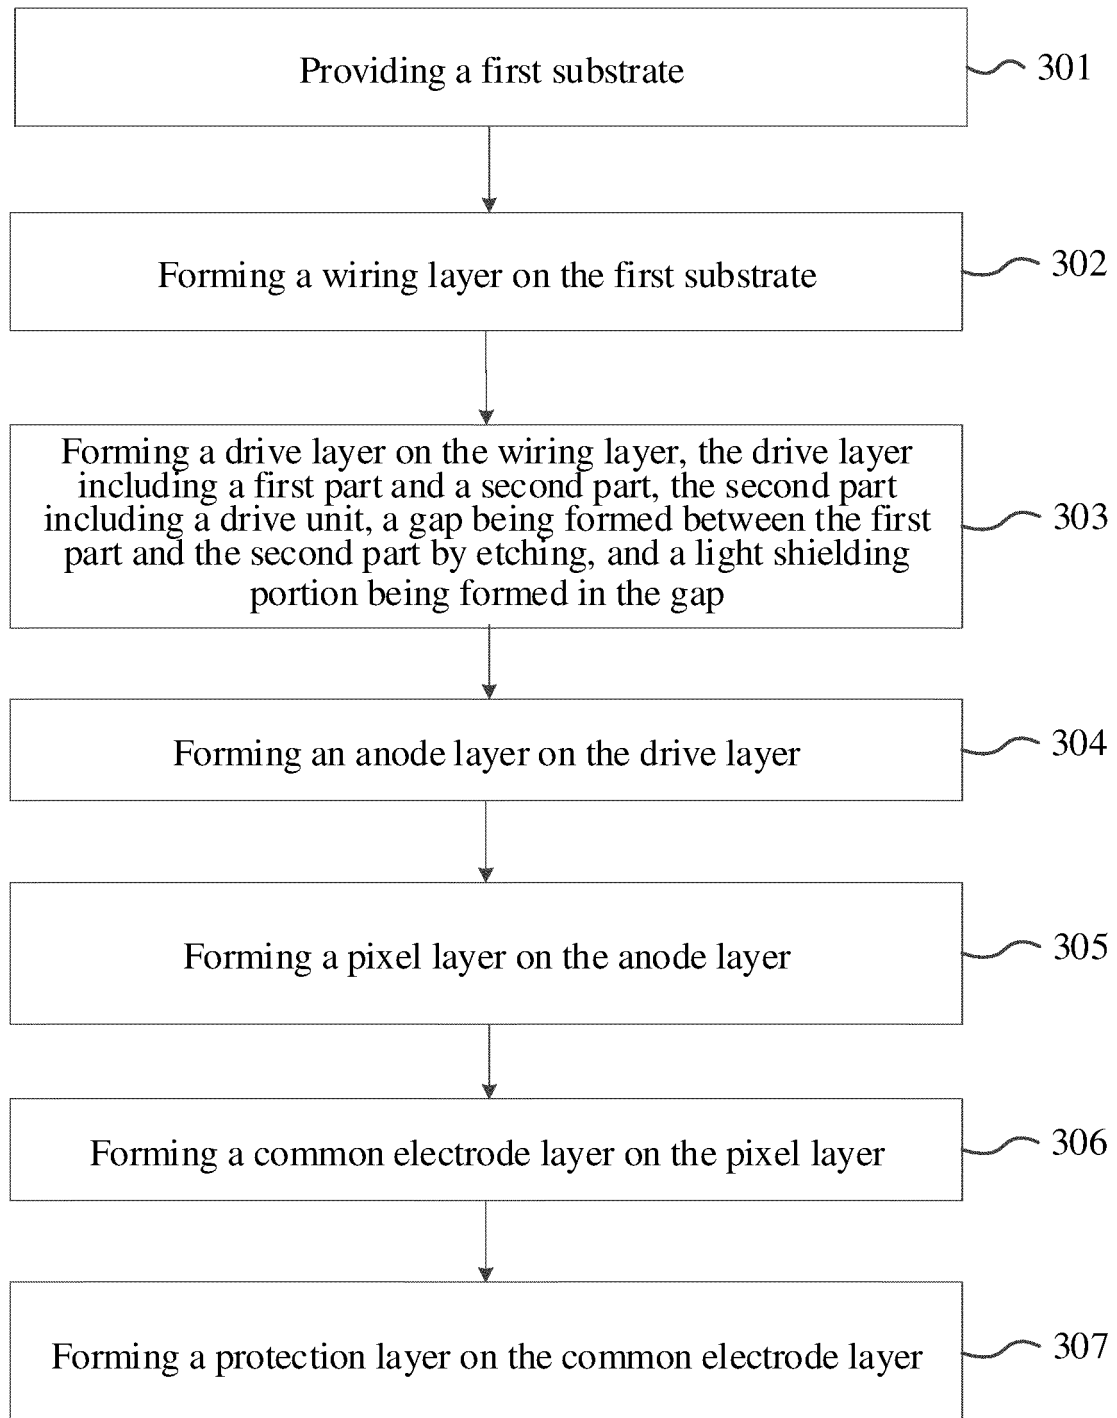 Providing a first substrate
301
Forming a wiring layer on the first substrate
302
Forming a drive layer on the wiring layer, the drive layer
including a first part and a second part, the second part
including a drive unit, a gap being formed between the first
part and the second part by etching, and a light shielding
portion being formed in the gap
303
Forming an anode layer on the drive layer
304
Forming a pixel layer on the anode layer
305
Forming a common electrode layer on the pixel layer
306
Forming a protection layer on the common electrode layer
307